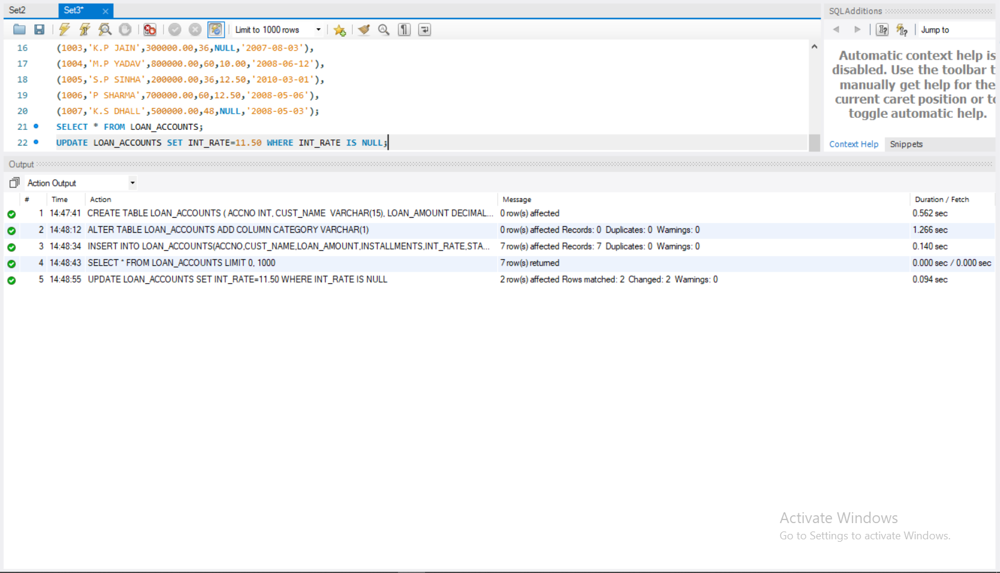 Set2
Set3*
SQLAdditions
Limit to 1000 rows
Jump to
16 (1003,'K.P JAIN',300000.00,36,NULL,'2007-08-03'),
17 (1004,'M.P YADAV',800000.00,60,10.00,'2008-06-12'),
18 (1005,'S.P SINHA',200000.00,36,12.50,'2010-03-01'),
19 (1006,'P SHARMA',700000.00,60,12.50,'2008-05-06'),
20 (1007,'K.S DHALL',500000.00,48,NULL,'2008-05-03');
21 SELECT * FROM LOAN_ACCOUNTS;
22 UPDATE LOAN_ACCOUNTS SET INT_RATE=11.50 WHERE INT_RATE IS NULL;
Automatic context help is
disabled. Use the toolbar t
manually get help for the
current caret position or to
toggle automatic help.
Context Help Snippets
Output
Action Output
# Time Action Message Duration / Fetch
1 14:47:41 CREATE TABLE LOAN_ACCOUNTS ( ACCNO INT, CUST_NAME VARCHAR(15), LOAN_AMOUNT DECIMAL... 0 row(s) affected 0.562 sec
2 14:48:12 ALTER TABLE LOAN_ACCOUNTS ADD COLUMN CATEGORY VARCHAR(1) 0 row(s) affected Records: 0 Duplicates: 0 Warnings: 0 1.266 sec
3 14:48:34 INSERT INTO LOAN_ACCOUNTS(ACCNO,CUST_NAME,LOAN_AMOUNT,INSTALLMENTS,INT_RATE,STA... 7 row(s) affected Records: 7 Duplicates: 0 Warnings: 0 0.140 sec
4 14:48:43 SELECT * FROM LOAN_ACCOUNTS LIMIT 0, 1000 7 row(s) returned 0.000 sec / 0.000 sec
5 14:48:55 UPDATE LOAN_ACCOUNTS SET INT_RATE=11.50 WHERE INT_RATE IS NULL 2 row(s) affected Rows matched: 2 Changed: 2 Warnings: 0 0.094 sec
Activate Windows
Go to Settings to activate Windows.